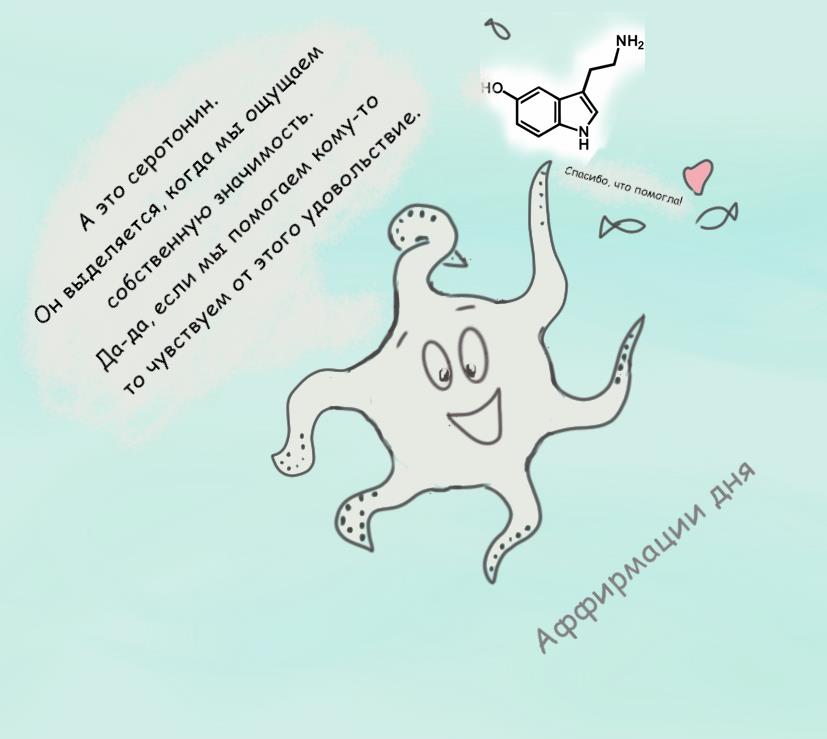 А это серотонин.
Он выделяется, когда мы ощущаем
собственную значимость.
Да-да, если мы помогаем кому-то
то чувствуем от этого удовольствие.
NH2
HO
N
H
Спасибо, что помогла!
Аффирмации дня